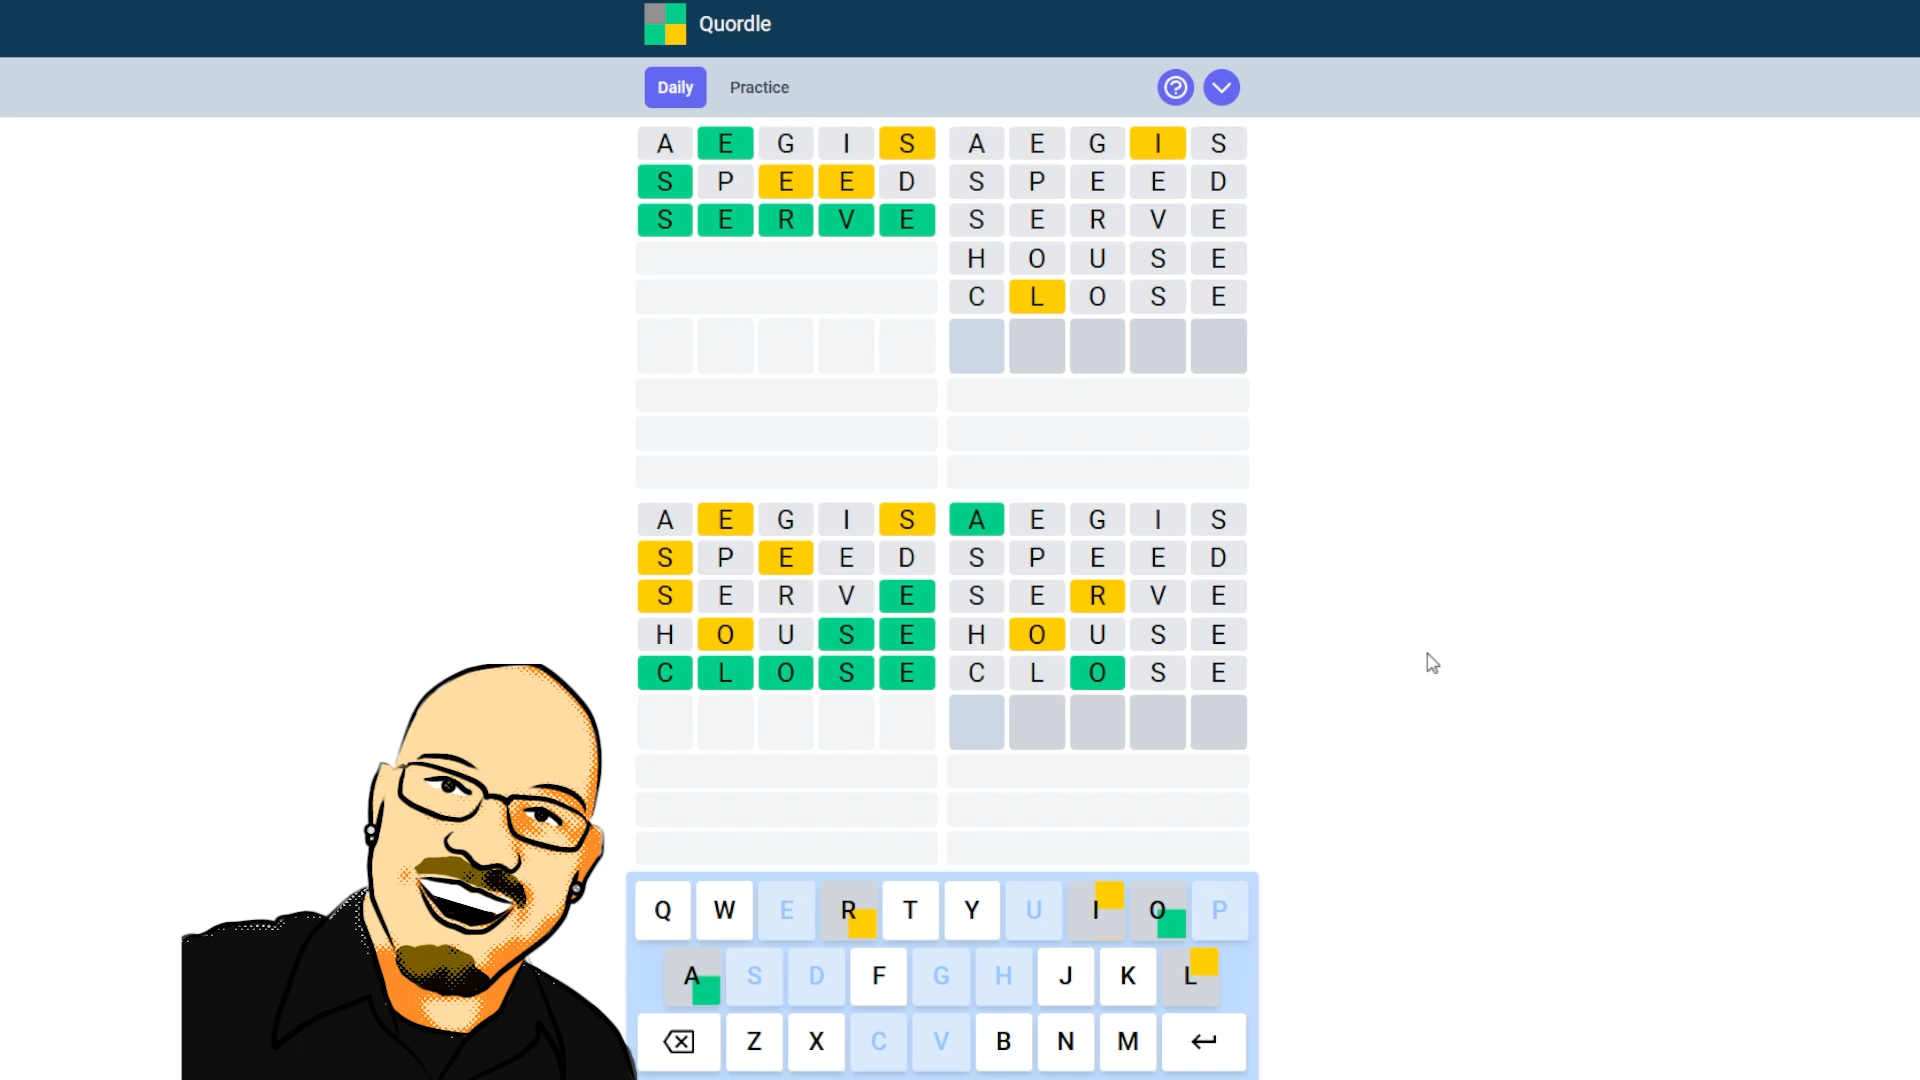 Quordle
Daily Practice
A E G I S A E G I S
S P E E D S P E E D
S E R V E S E R V E
H O U S E
C L O S E
A E G I S A E G I S
S P E E D S P E E D
S E R V E S E R V E
H O U S E H O U S E
C L O S E C L O S E
Q W E R T Y U I O P
A S D F G H J K L
Z X C V B N M